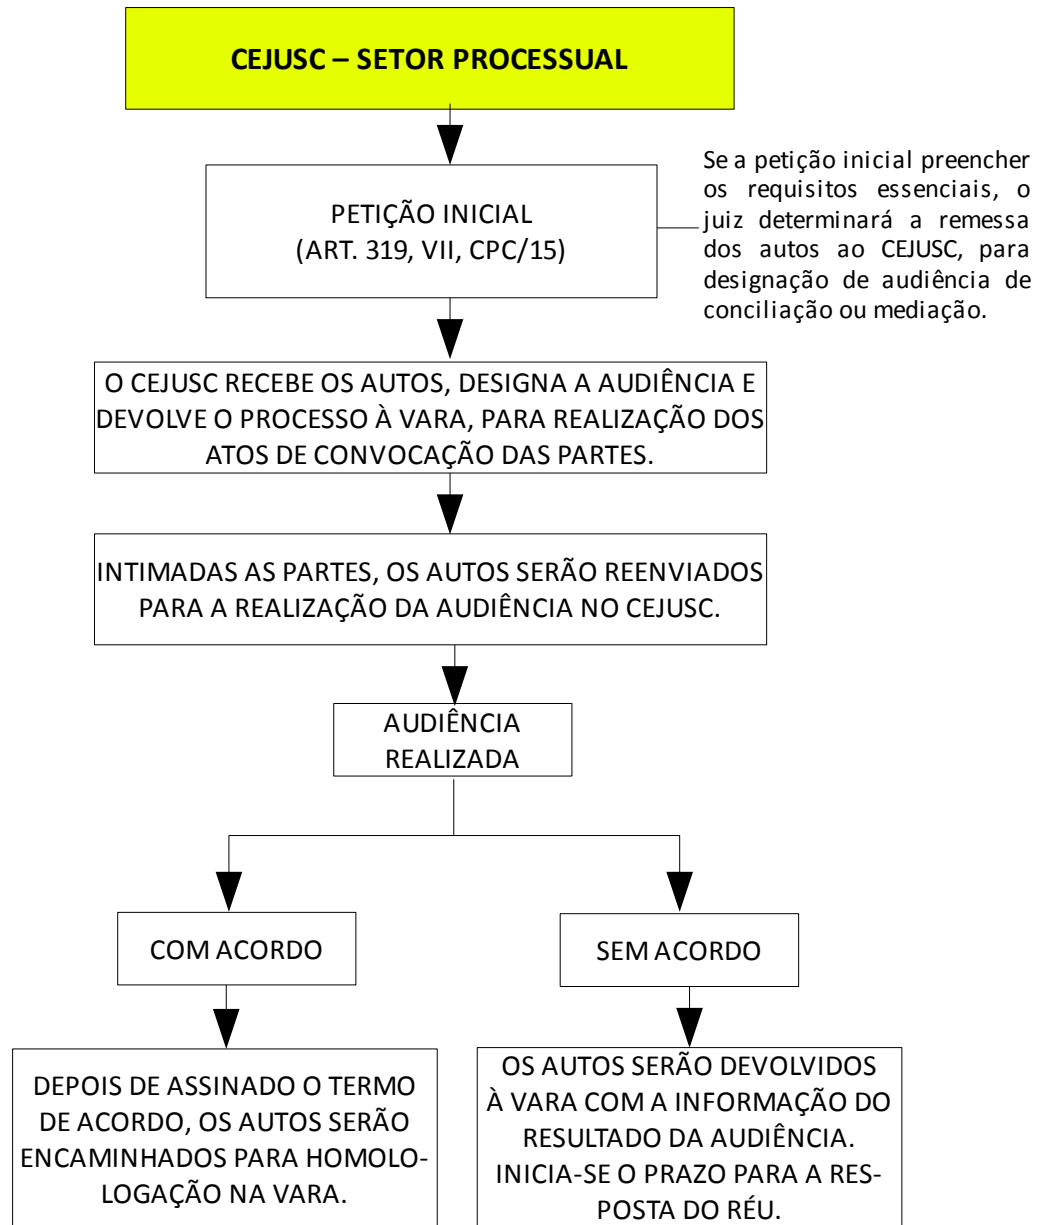 CEJUSC – SETOR PROCESSUAL
PETIÇÃO INICIAL
(ART. 319, VII, CPC/15)
Se a petição inicial preencher
os requisitos essenciais, o
juiz determinará a remessa
dos autos ao CEJUSC, para
designação de audiência de
conciliação ou mediação.
O CEJUSC RECEBE OS AUTOS, DESIGNA A AUDIÊNCIA E
DEVOLVE O PROCESSO À VARA, PARA REALIZAÇÃO DOS
ATOS DE CONVOCAÇÃO DAS PARTES.
INTIMADAS AS PARTES, OS AUTOS SERÃO REENVIADOS
PARA A REALIZAÇÃO DA AUDIÊNCIA NO CEJUSC.
AUDIÊNCIA
REALIZADA
COM ACORDO
SEM ACORDO
DEPOIS DE ASSINADO O TERMO
DE ACORDO, OS AUTOS SERÃO
ENCAMINHADOS PARA HOMOLO-
LOGAÇÃO NA VARA.
OS AUTOS SERÃO DEVOLVIDOS
À VARA COM A INFORMAÇÃO DO
RESULTADO DA AUDIÊNCIA.
INICIA-SE O PRAZO PARA A RES-
POSTA DO RÉU.